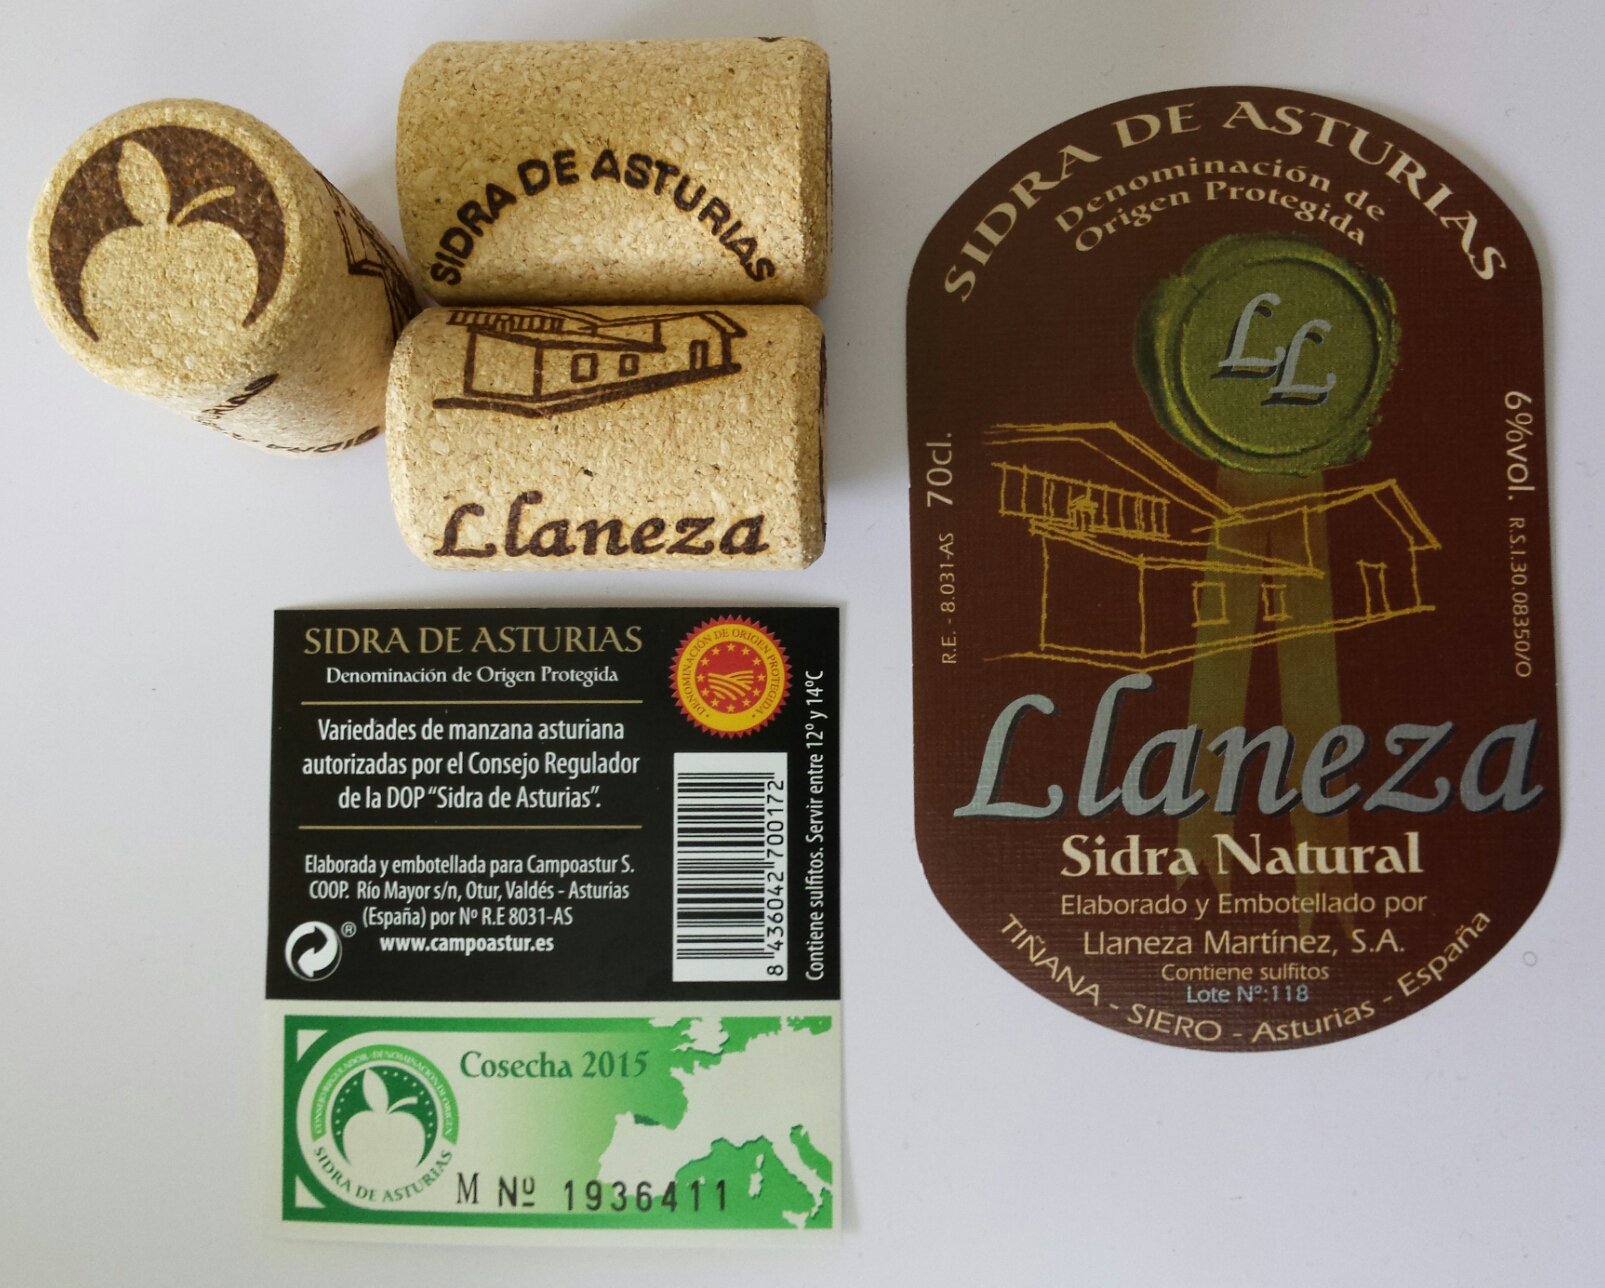 SIDRA DE ASTURIAS
Llaneza
SIDRA DE ASTURIAS
Denominación de
Origen Protegida
LL
70cl.
R.E. - 8.031-AS
6%vol.
R.S.I.30.08350/O
Llaneza
Sidra Natural
Elaborado y Embotellado por
Llaneza Martínez, S.A.
Contiene sulfitos
Lote Nº:118
TIÑANA - SIERO - Asturias - España
SIDRA DE ASTURIAS
Denominación de Origen Protegida
Variedades de manzana asturiana
autorizadas por el Consejo Regulador
de la DOP “Sidra de Asturias”.
Elaborada y embotellada para Campoastur S.
COOP. Río Mayor s/n, Otur, Valdés - Asturias
(España) por Nº R.E 8031-AS
®
www.campoastur.es
DENOMINACIÓN DE ORIGEN PROTEGIDA
8 436042 700172
Contiene sulfitos. Servir entre 12º y 14ºC
Cosecha 2015
CONSEJO REGULADOR DENOMINACIÓN DE ORIGEN
SIDRA DE ASTURIAS
M Nº 1936411